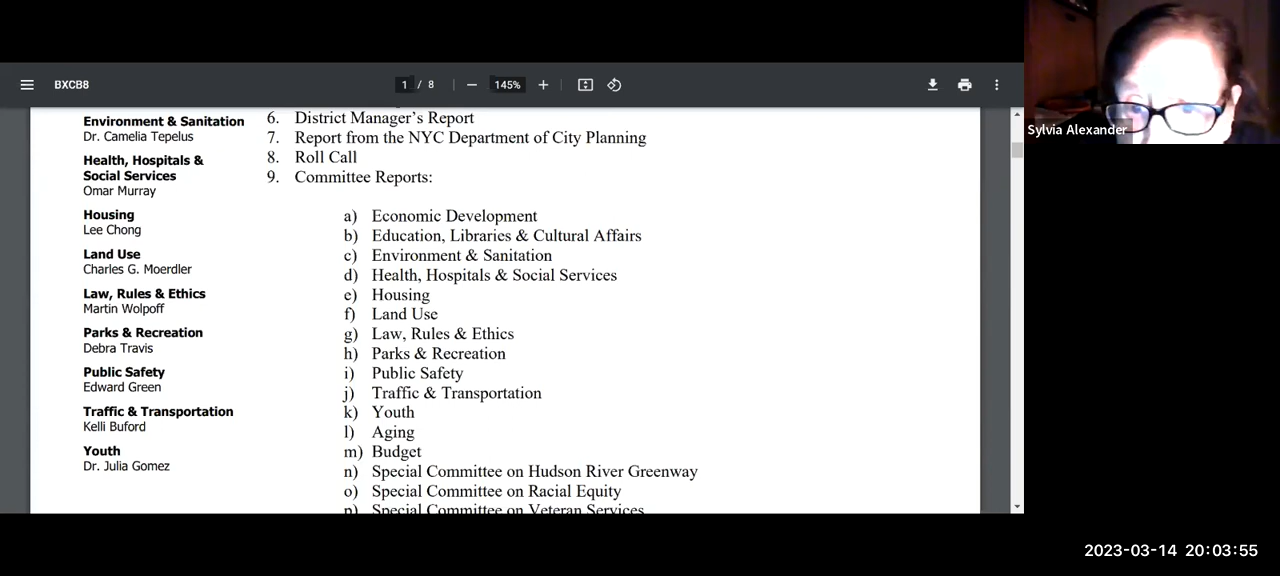 BXCB8
1 / 8
145%
Environment & Sanitation
Dr. Camelia Tepelus
Health, Hospitals &
Social Services
Omar Murray
Housing
Lee Chong
Land Use
Charles G. Moerdler
Law, Rules & Ethics
Martin Wolpoff
Parks & Recreation
Debra Travis
Public Safety
Edward Green
Traffic & Transportation
Kelli Buford
Youth
Dr. Julia Gomez
6. District Manager's Report
7. Report from the NYC Department of City Planning
8. Roll Call
9. Committee Reports:
a) Economic Development
b) Education, Libraries & Cultural Affairs
c) Environment & Sanitation
d) Health, Hospitals & Social Services
e) Housing
f) Land Use
g) Law, Rules & Ethics
h) Parks & Recreation
i) Public Safety
j) Traffic & Transportation
k) Youth
l) Aging
m) Budget
n) Special Committee on Hudson River Greenway
o) Special Committee on Racial Equity
p) Special Committee on Veteran Services
Sylvia Alexander
2023-03-14 20:03:55